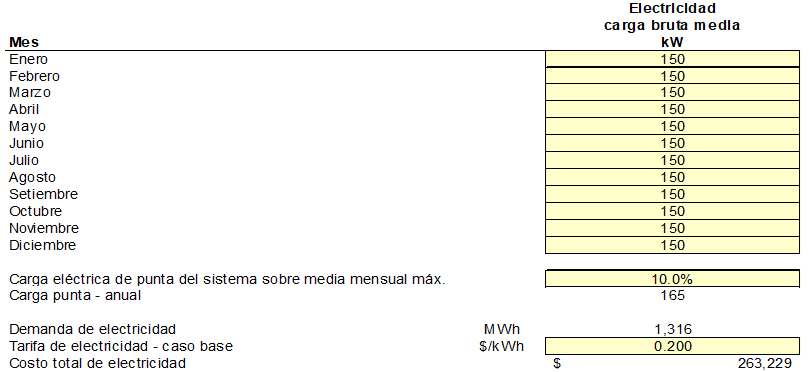 Electricidad
carga bruta media
Mes kW
Enero 150
Febrero 150
Marzo 150
Abril 150
Mayo 150
Junio 150
Julio 150
Agosto 150
Setiembre 150
Octubre 150
Noviembre 150
Diciembre 150
Carga eléctrica de punta del sistema sobre media mensual máx. 10.0%
Carga punta - anual 165
Demanda de electricidad MWh 1,316
Tarifa de electricidad - caso base $/kWh 0.200
Costo total de electricidad $ 263,229